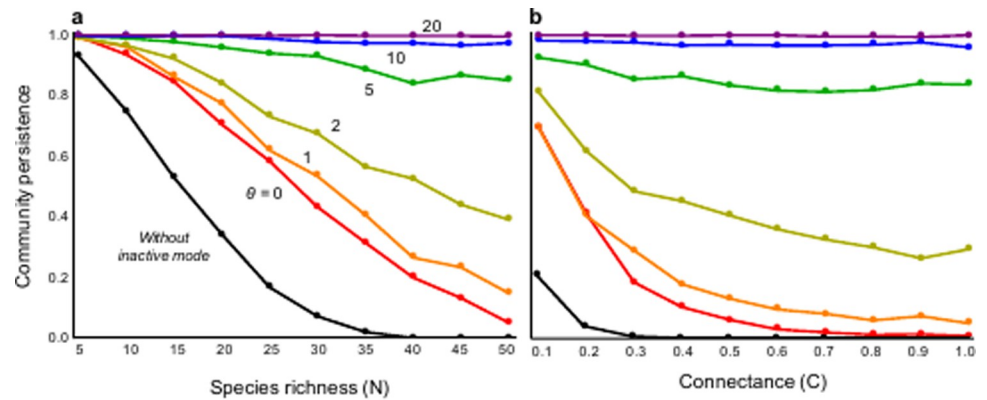 a
b
Community persistence
1.0
0.8
0.6
0.4
0.2
0.0
20
10
5
2
1
θ = 0
Without
inactive mode
5 10 15 20 25 30 35 40 45 50
0.1 0.2 0.3 0.4 0.5 0.6 0.7 0.8 0.9 1.0
Species richness (N)
Connectance (C)